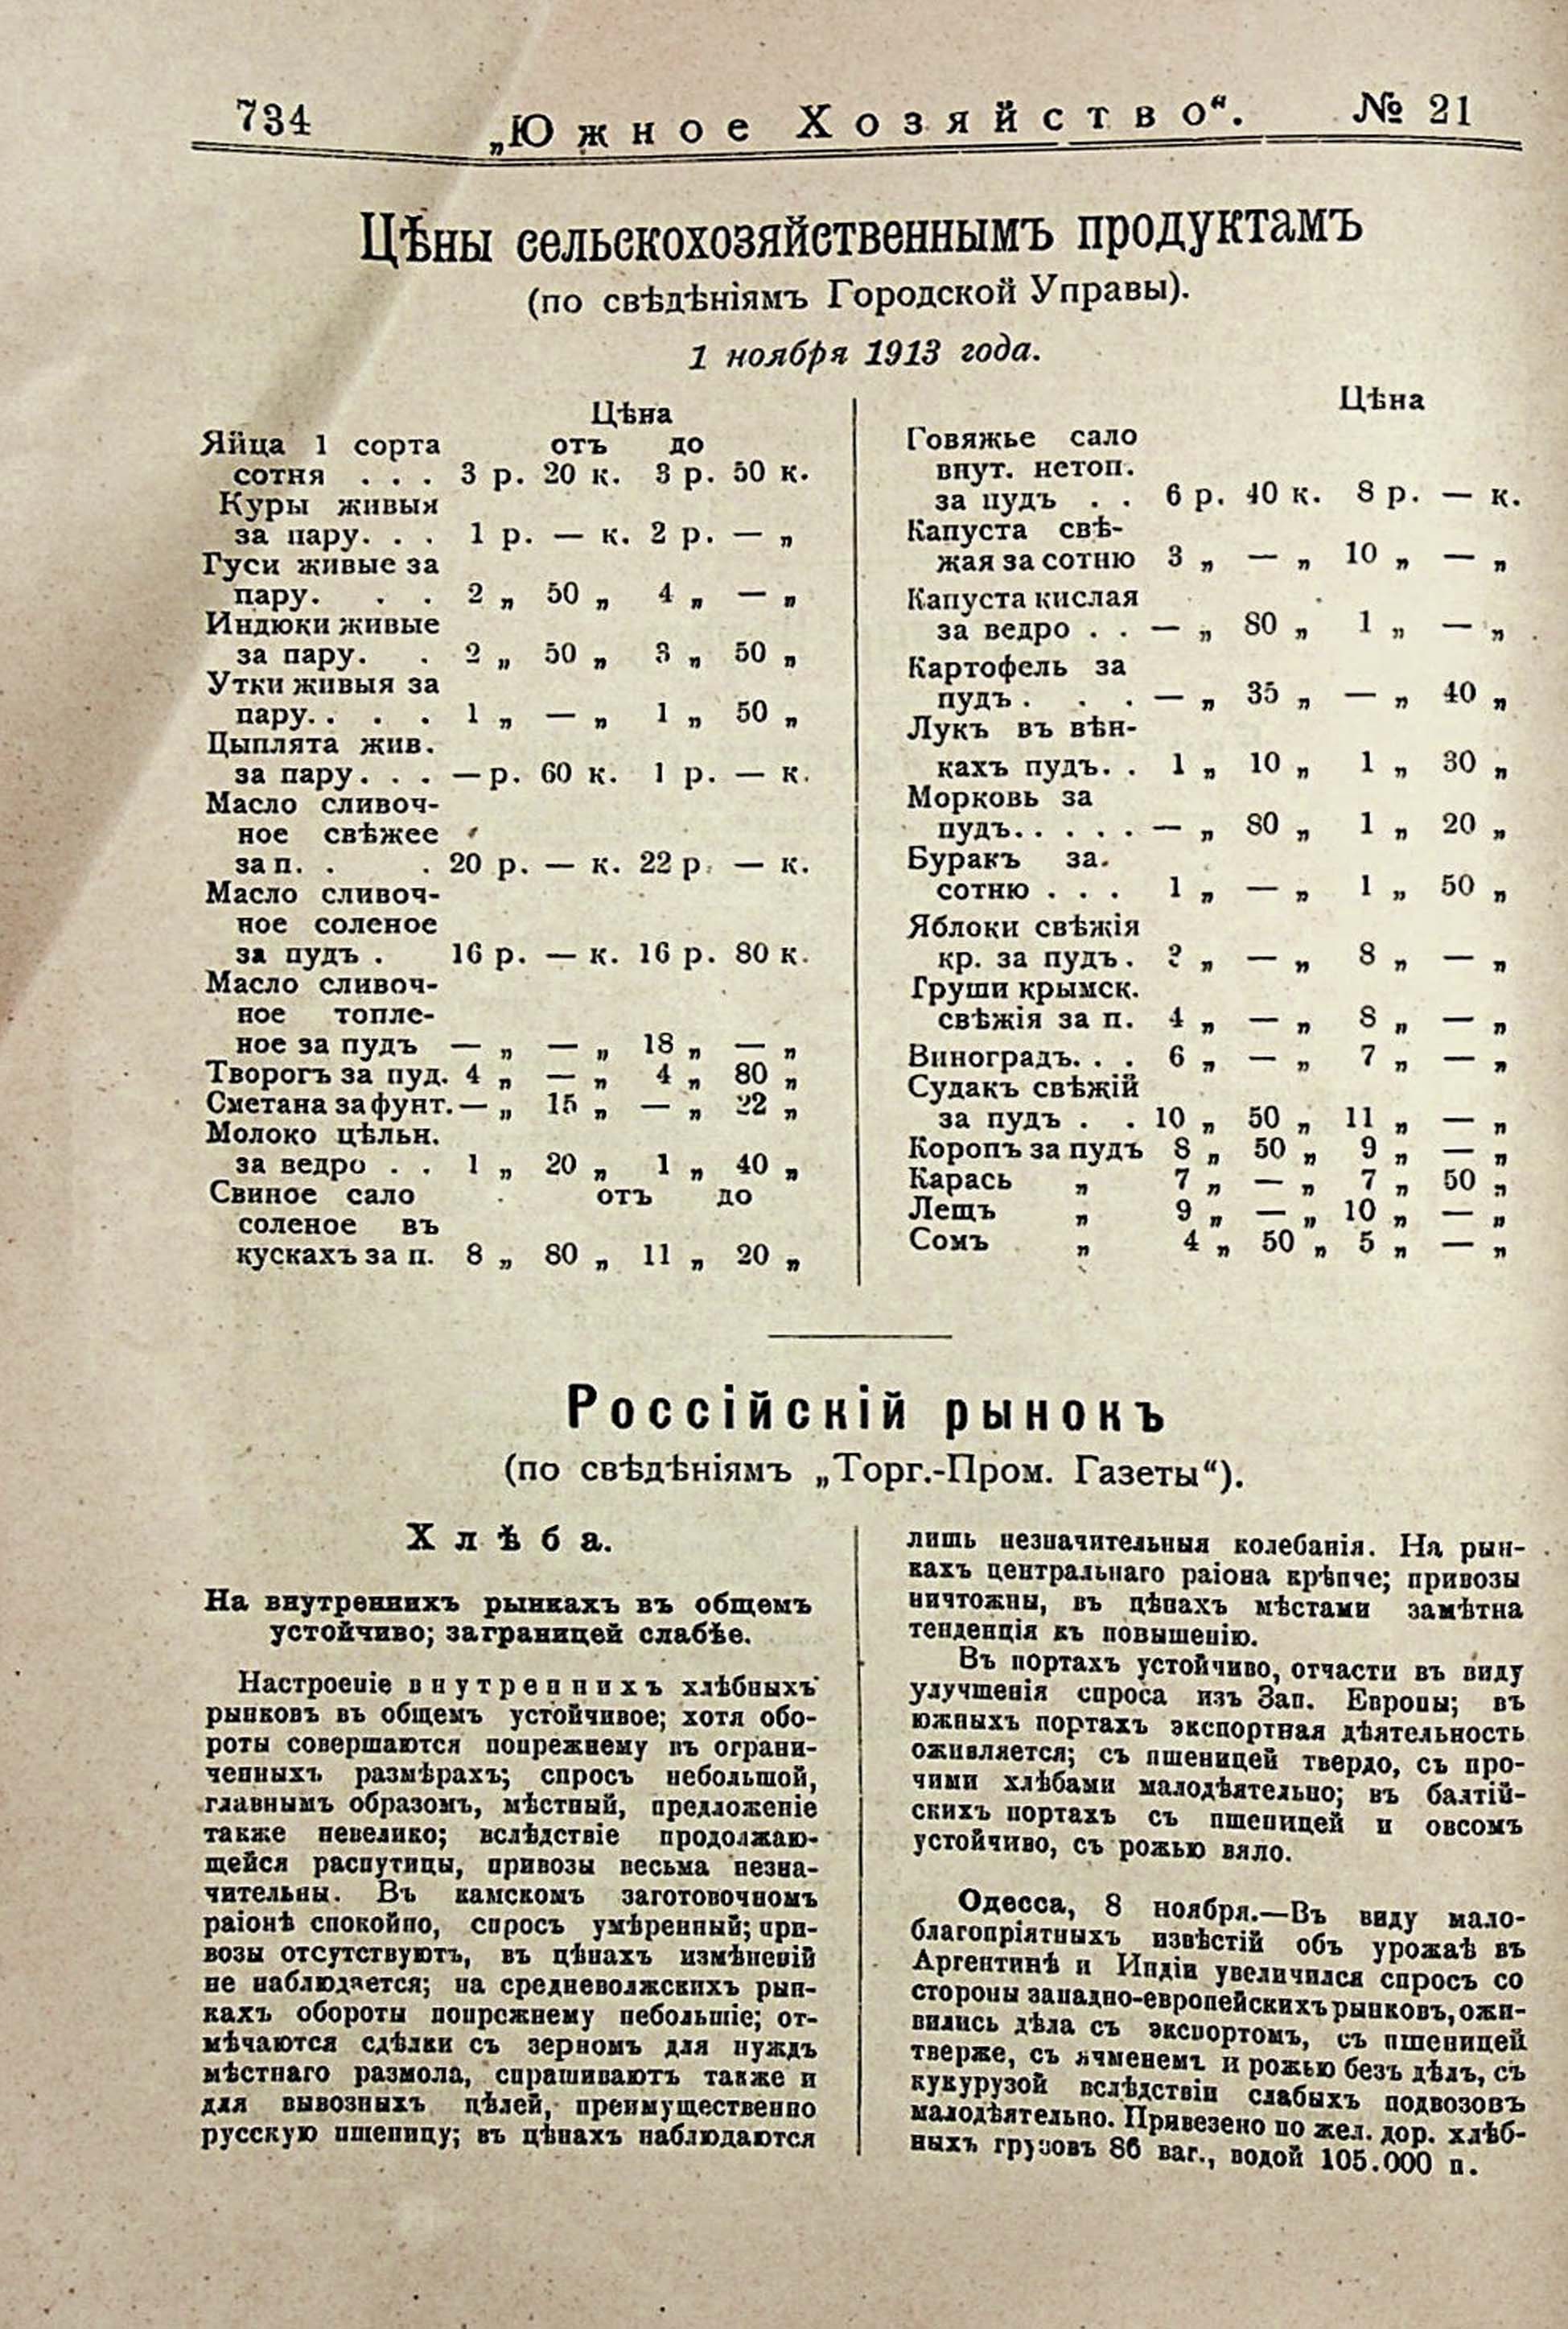 734
„Южное Хозяйство“.
№ 21
Цѣны сельскохозяйственнымъ продуктамъ
(по свѣдѣніямъ Городской Управы).
1 ноября 1913 года.
Цѣна
Яйца 1 сорта отъ до
сотня . . . 3 р. 20 к. 3 р. 50 к.
Куры живыя
за пару. . . 1 р. — к. 2 р. — „
Гуси живые за
пару. . . 2 „ 50 „ 4 „ — „
Индюки живые
за пару. . 2 „ 50 „ 3 „ 50 „
Утки живыя за
пару. . . . 1 „ — „ 1 „ 50 „
Цыплята жив.
за пару. . . — р. 60 к. 1 р. — к.
Масло сливоч-
ное свѣжее
за п. . . 20 р. — к. 22 р. — к.
Масло сливоч-
ное соленое
за пудъ . 16 р. — к. 16 р. 80 к.
Масло сливоч-
ное топле-
ное за пудъ — „ — „ 18 „ — „
Творогъ за пуд. 4 „ — „ 4 „ 80 „
Сметана за фунт. — „ 15 „ — „ 22 „
Молоко цѣльн.
за ведро . . 1 „ 20 „ 1 „ 40 „
Свиное сало отъ до
соленое въ
кускахъ за п. 8 „ 80 „ 11 „ 20 „
Цѣна
Говяжье сало
внут. нетоп.
за пудъ . . 6 р. 40 к. 8 р. — к.
Капуста свѣ-
жая за сотню 3 „ — „ 10 „ — „
Капуста кислая
за ведро . . — „ 80 „ 1 „ — „
Картофель за
пудъ . . . — „ 35 „ — „ 40 „
Лукъ въ вѣн-
кахъ пудъ. . 1 „ 10 „ 1 „ 30 „
Морковь за
пудъ. . . . . — „ 80 „ 1 „ 20 „
Буракъ за.
сотню . . . 1 „ — „ 1 „ 50 „
Яблоки свѣжія
кр. за пудъ. „ — „ 8 „ — „
Груши крымск.
свѣжія за п. 4 „ — „ 8 „ — „
Виноградъ. . . 6 „ — „ 7 „ — „
Судакъ свѣжій
за пудъ . . 10 „ 50 „ 11 „ — „
Коропъ за пудъ 8 „ 50 „ 9 „ — „
Карась „ 7 „ — „ 7 „ 50 „
Лещъ „ 9 „ — „ 10 „ — „
Сомъ „ 4 „ 50 „ 5 „ — „
Россійскій рынокъ
(по свѣдѣніямъ „Торг.-Пром. Газеты“).
Хлѣба.
На внутреннихъ рынкахъ въ общемъ
устойчиво; заграницей слабѣе.
Настроеніе внутреннихъ хлѣбныхъ
рынковъ въ общемъ устойчивое; хотя обо-
роты совершаются попрежнему въ ограни-
ченныхъ размѣрахъ; спросъ небольшой,
главнымъ образомъ, мѣстный, предложеніе
также невелико; вслѣдствіе продолжаю-
щейся распутицы, привозы весьма незна-
чительны. Въ камскомъ заготовочномъ
раіонѣ спокойно, спросъ умѣренный; при-
возы отсутствуютъ, въ цѣнахъ измѣненій
не наблюдается; на средневолжскихъ рын-
кахъ обороты попрежнему небольшіе; от-
мѣчаются сдѣлки съ зерномъ для нуждъ
мѣстнаго размола, спрашиваютъ также и
для вывозныхъ цѣлей, преимущественно
русскую пшеницу; въ цѣнахъ наблюдаются
лишь незначительныя колебанія. На рын-
кахъ центральнаго раіона крѣпче; привозы
ничтожны, въ цѣнахъ мѣстами замѣтна
тенденція къ повышенію.
Въ портахъ устойчиво, отчасти въ виду
улучшенія спроса изъ Зап. Европы; въ
южныхъ портахъ экспортная дѣятельность
оживляется; съ пшеницей твердо, съ про-
чими хлѣбами малодѣятельно; въ балтій-
скихъ портахъ съ пшеницей и овсомъ
устойчиво, съ рожью вяло.
Одесса, 8 ноября.—Въ виду мало-
благопріятныхъ извѣстій объ урожаѣ въ
Аргентинѣ и Индіи увеличился спросъ со
стороны западно-европейскихъ рынковъ, ожи-
вились дѣла съ экспортомъ, съ пшеницей
тверже, съ ячменемъ и рожью безъ дѣлъ, съ
кукурузой вслѣдствіи слабыхъ подвозовъ
малодѣятельно. Привезено по жел. дор. хлѣб-
ныхъ грузовъ 86 ваг., водой 105.000 п.